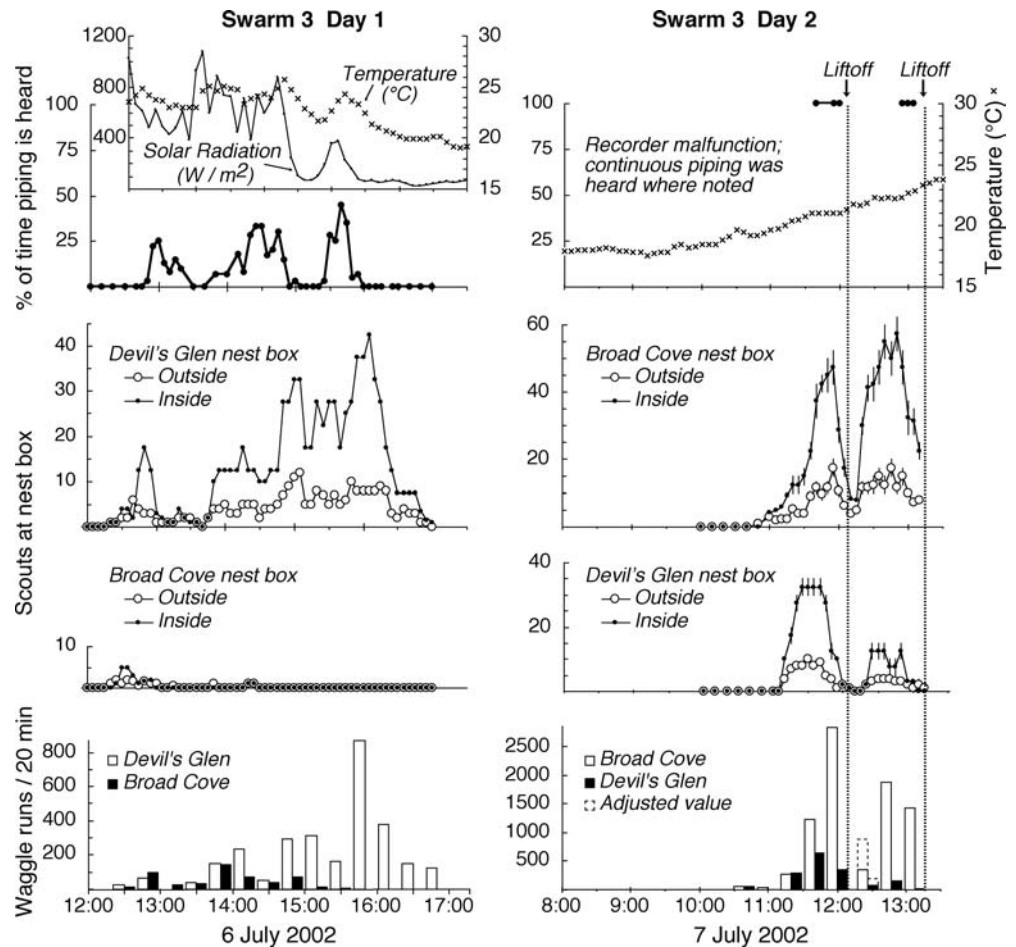 Swarm 3 Day 1
% of time piping is heard
100
75
50
25
1200
800
400
30
25
20
15
Temperature
(°C)
Solar Radiation
(W / m²)
Scouts at nest box
40
30
20
10
Devil's Glen nest box
Outside
Inside
Broad Cove nest box
Outside
Inside
10
Waggle runs / 20 min
800
600
400
200
Devil's Glen
Broad Cove
12:00 13:00 14:00 15:00 16:00 17:00
6 July 2002
Swarm 3 Day 2
Liftoff Liftoff
100
75
50
25
30
25
20
15
Temperature (°C) ×
Recorder malfunction;
continuous piping was
heard where noted
60
40
20
Broad Cove nest box
Outside
Inside
40
20
Devil's Glen nest box
Outside
Inside
2500
2000
1500
1000
500
Broad Cove
Devil's Glen
Adjusted value
8:00 9:00 10:00 11:00 12:00 13:00
7 July 2002